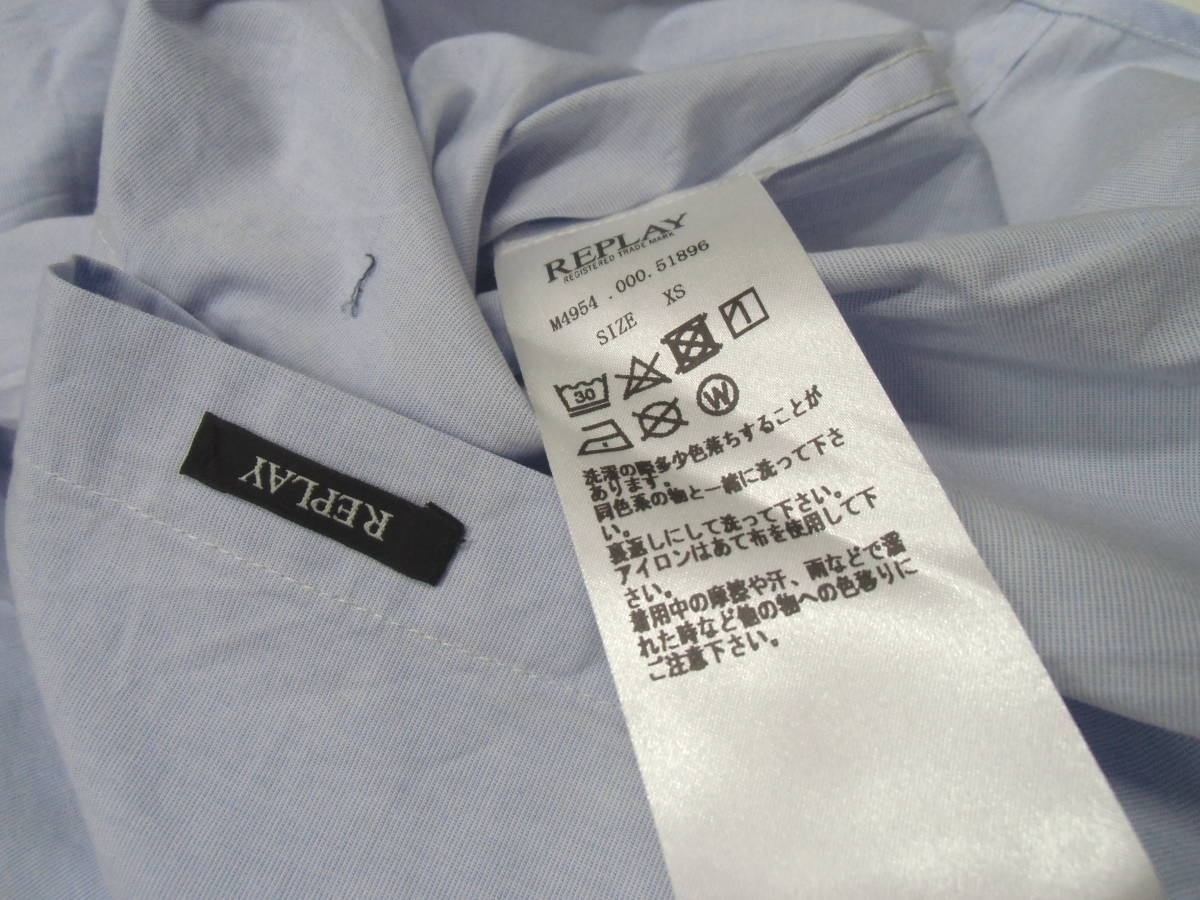 REPLAY
REGISTERED TRADE MARK
M4954 .000.51896
SIZE XS
30
W
洗濯の際多少色落ちすることが
あります。
同色系の物と一緒に洗って下さ
い。
裏返しにして洗って下さい。
アイロンはあて布を使用して下
さい。
着用中の摩擦や汗、雨などで濡
れた時など他の物への色移りに
ご注意下さい。
REPLAY